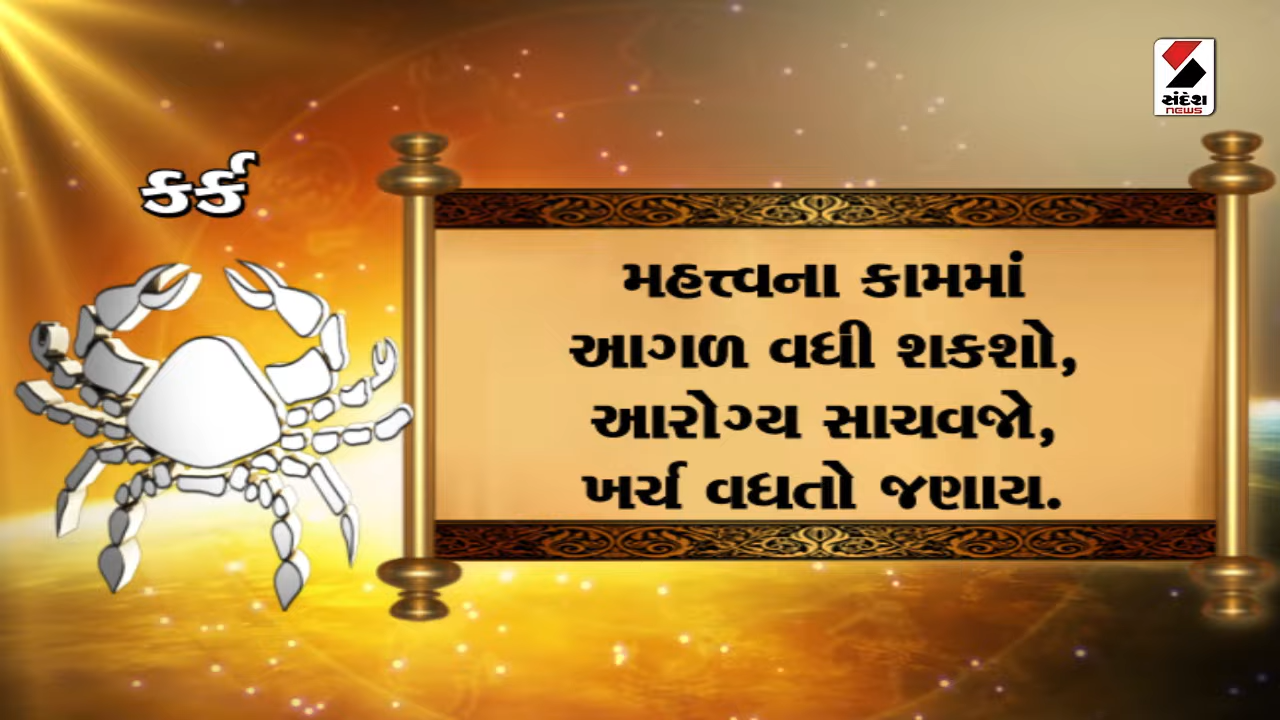 સંદેશ
NEWS
કર્ક
મહત્ત્વના કામમાં
આગળ વધી શકશો,
આરોગ્ય સાચવજો,
ખર્ચ વધતો જણાય.